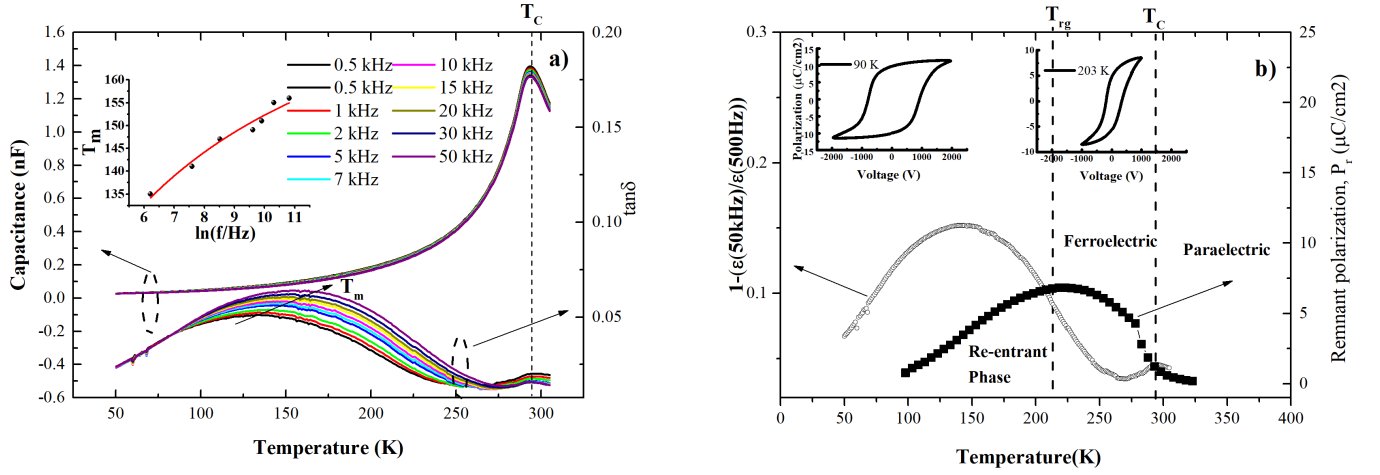 T_C
a)
Capacitance (nF)
1.6
1.4
1.2
1.0
0.8
0.6
0.4
0.2
0.0
-0.2
-0.4
-0.6
0.5 kHz
0.5 kHz
1 kHz
2 kHz
5 kHz
7 kHz
10 kHz
15 kHz
20 kHz
30 kHz
50 kHz
T_m
160
155
150
145
140
135
6 7 8 9 10 11
ln(f/Hz)
T_m
0.20
0.15
0.10
0.05
tanδ
50 100 150 200 250 300
Temperature (K)
T_rg
T_C
b)
1-(ε(50kHz)/ε(500Hz))
0.3
0.2
0.1
Polarization (μC/cm2)
15
10
5
0
-5
-10
-15
90 K
-2000 -1000 0 1000 2000
Voltage (V)
10
5
0
-5
-10
203 K
-2000 -1000 0 1000 2000
Voltage (V)
Ferroelectric
Paraelectric
Re-entrant
Phase
25
20
15
10
5
0
Remnant polarization, P_r (μC/cm2)
0 50 100 150 200 250 300 350 400
Temperature(K)